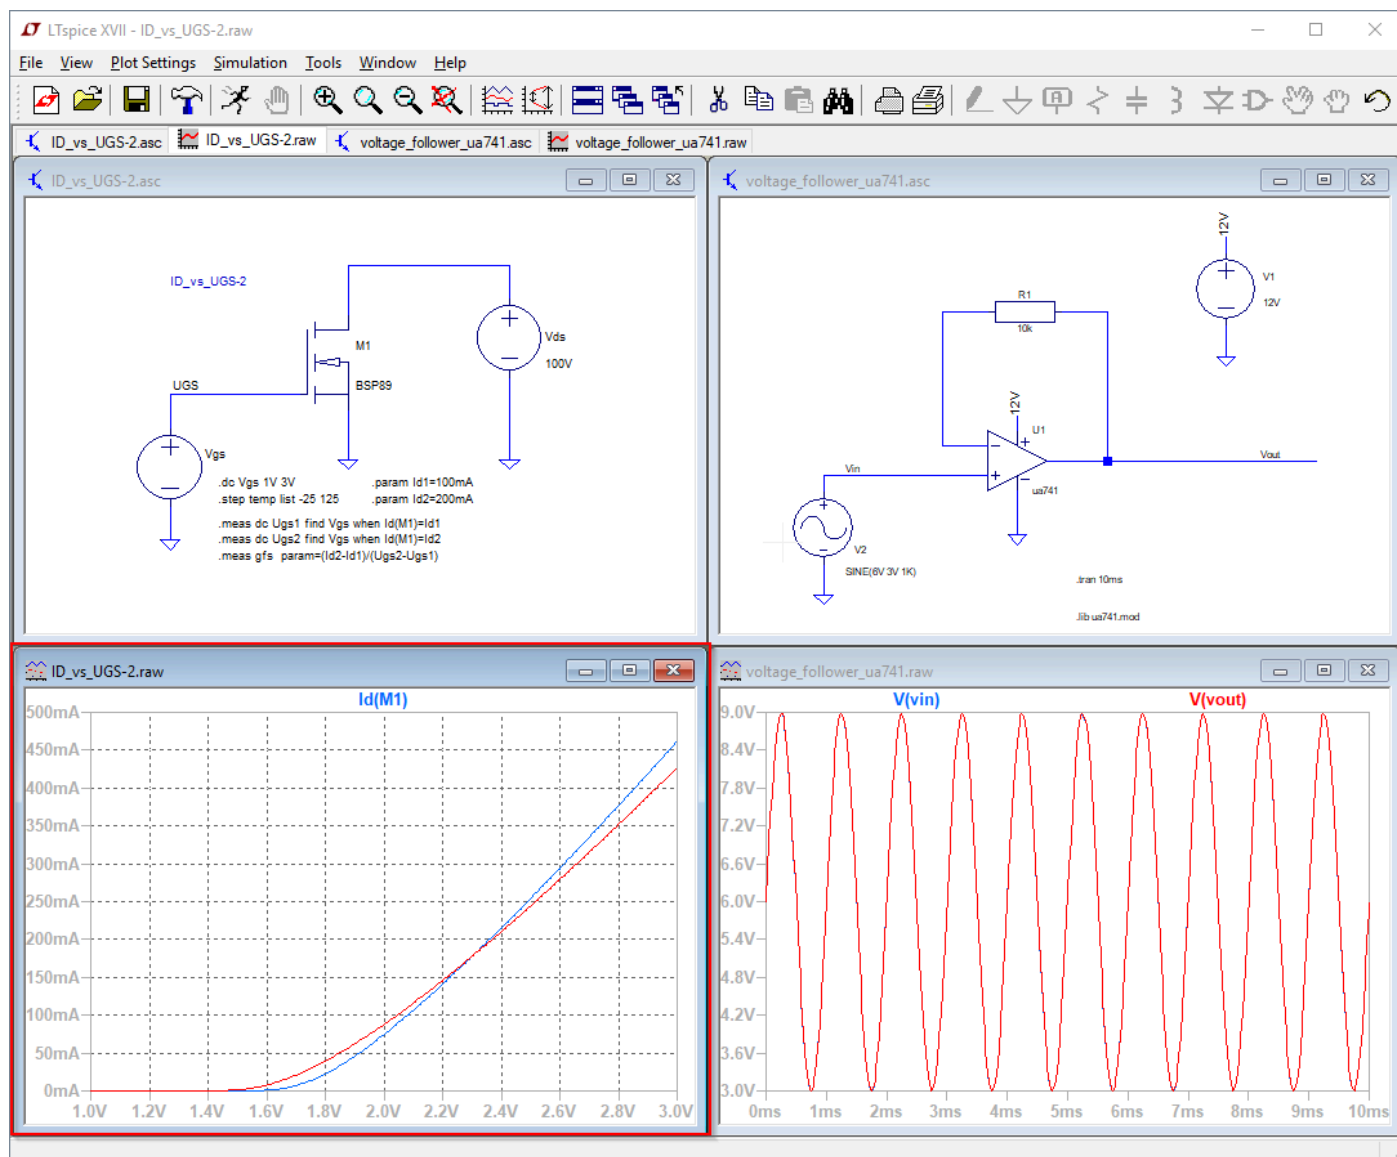 LTspice XVII - ID_vs_UGS-2.raw
File View Plot Settings Simulation Tools Window Help
ID_vs_UGS-2.asc ID_vs_UGS-2.raw voltage_follower_ua741.asc voltage_follower_ua741.raw
ID_vs_UGS-2.asc
ID_vs_UGS-2
M1
BSP89
Vds
100V
UGS
Vgs
.dc Vgs 1V 3V .param Id1=100mA
.step temp list -25 125 .param Id2=200mA
.meas dc Ugs1 find Vgs when Id(M1)=Id1
.meas dc Ugs2 find Vgs when Id(M1)=Id2
.meas gfs param=(Id2-Id1)/(Ugs2-Ugs1)
voltage_follower_ua741.asc
12V
V1
12V
R1
10k
12V
U1
ua741
Vin
Vout
V2
SINE(6V 3V 1K)
.tran 10ms
.lib ua741.mod
ID_vs_UGS-2.raw
Id(M1)
500mA
450mA
400mA
350mA
300mA
250mA
200mA
150mA
100mA
50mA
0mA
1.0V 1.2V 1.4V 1.6V 1.8V 2.0V 2.2V 2.4V 2.6V 2.8V 3.0V
voltage_follower_ua741.raw
V(vin) V(vout)
9.0V
8.4V
7.8V
7.2V
6.6V
6.0V
5.4V
4.8V
4.2V
3.6V
3.0V
0ms 1ms 2ms 3ms 4ms 5ms 6ms 7ms 8ms 9ms 10ms